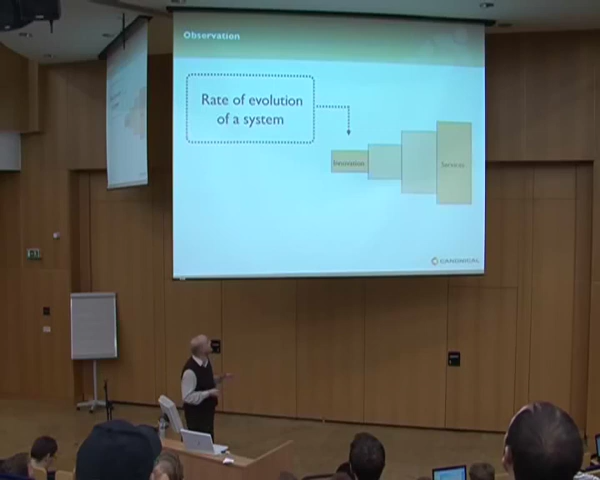 Observation
Rate of evolution
of a system
Innovation
Services
CANONICAL